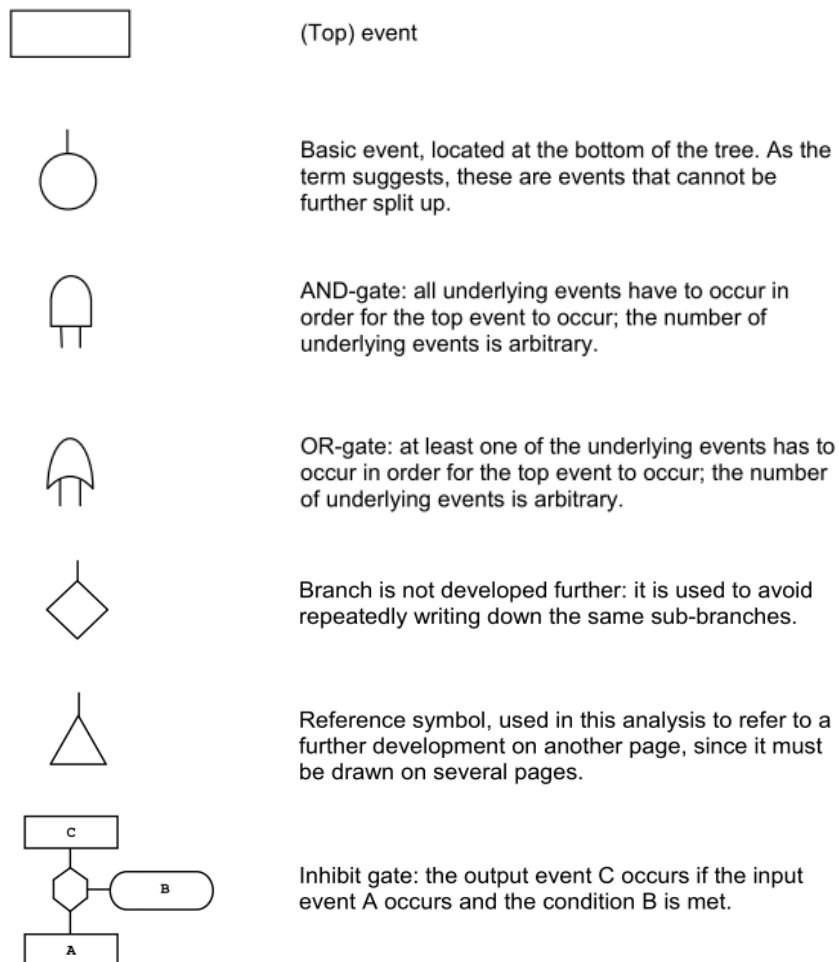 (Top) event
Basic event, located at the bottom of the tree. As the
term suggests, these are events that cannot be
further split up.
AND-gate: all underlying events have to occur in
order for the top event to occur; the number of
underlying events is arbitrary.
OR-gate: at least one of the underlying events has to
occur in order for the top event to occur; the number
of underlying events is arbitrary.
Branch is not developed further: it is used to avoid
repeatedly writing down the same sub-branches.
Reference symbol, used in this analysis to refer to a
further development on another page, since it must
be drawn on several pages.
C
B
A
Inhibit gate: the output event C occurs if the input
event A occurs and the condition B is met.